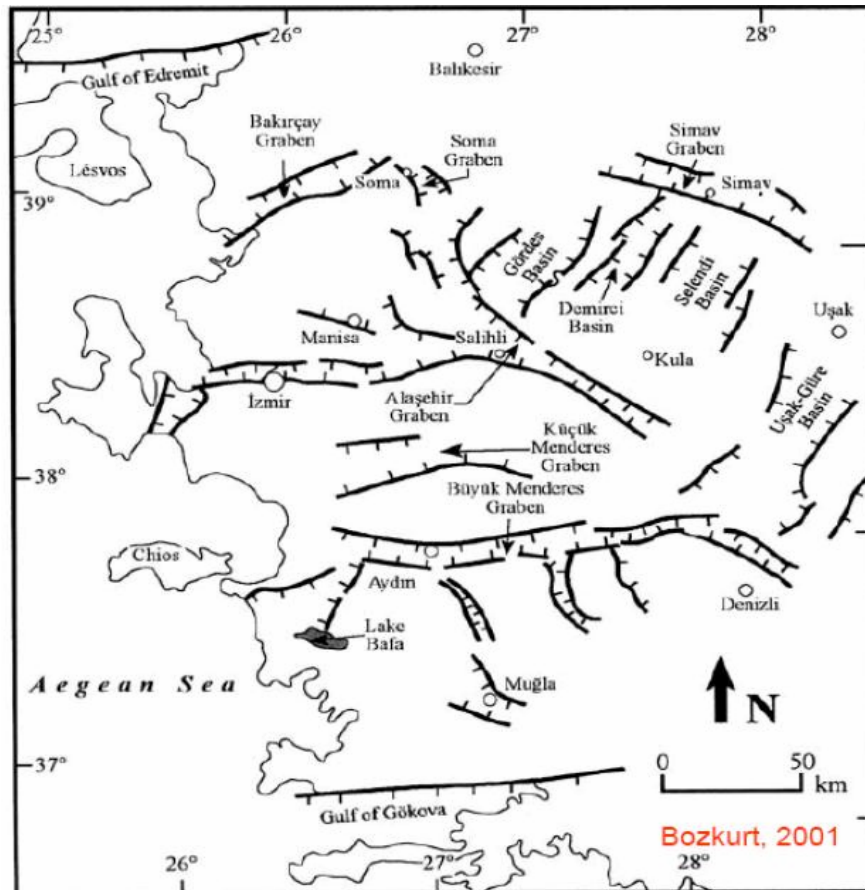 25°
26°
27°
28°
Gulf of Edremit
Balıkesir
Bakırçay
Graben
Soma
Graben
Simav
Graben
Lésvos
Soma
Simav
39°
Gördes
Basin
Demirci
Basin
Selendi
Basin
Uşak
Manisa
Salihli
Kula
İzmir
Alaşehir
Graben
Uşak-Güre
Basin
Küçük
Menderes
Graben
38°
Büyük Menderes
Graben
Chios
Aydın
Denizli
Lake
Bafa
Aegean Sea
Muğla
N
37°
0
50
km
Gulf of Gökova
Bozkurt, 2001
26°
27°
28°